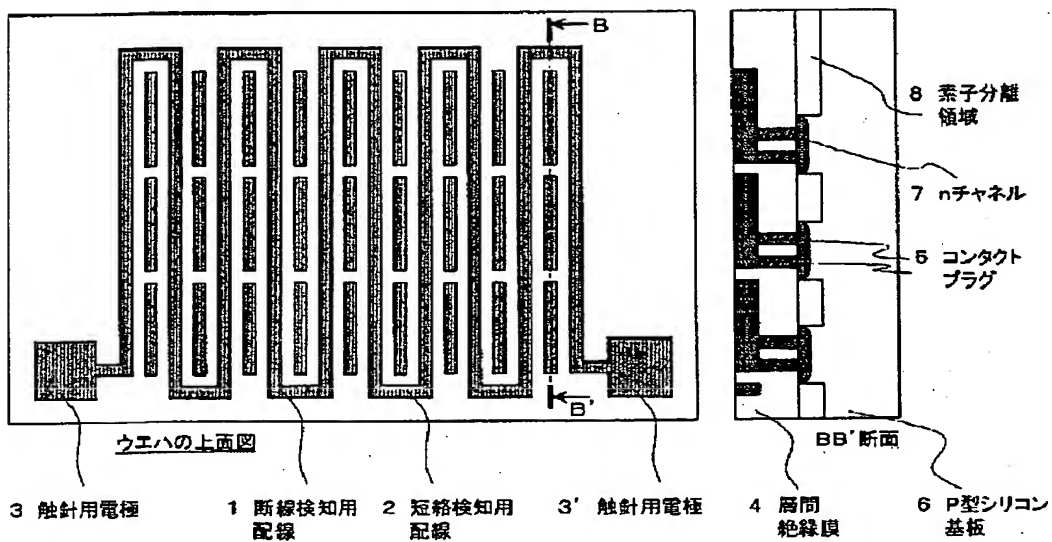 B
8 素子分離
領域
7 nチャネル
5 コンタクト
プラグ
B'
ウエハの上面図
BB'断面
3 触針用電極
1 断線検知用
配線
2 短絡検知用
配線
3' 触針用電極
4 層間
絶縁膜
6 P型シリコン
基板